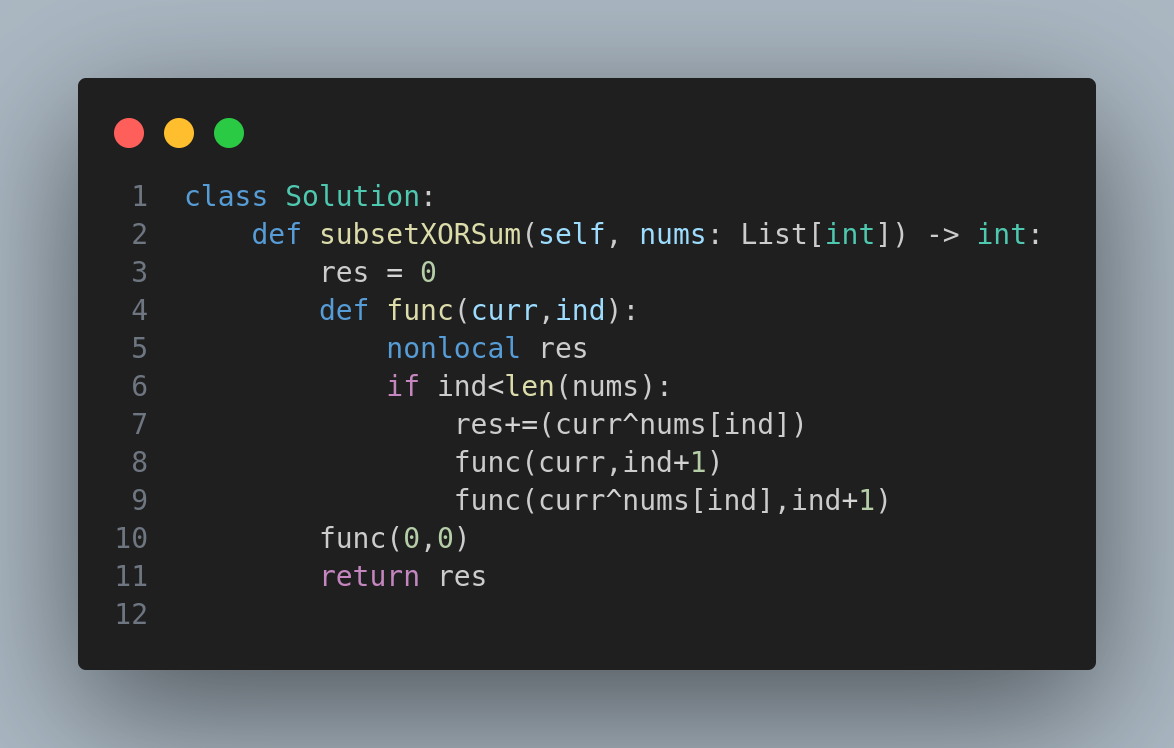 1 class Solution:
2     def subsetXORSum(self, nums: List[int]) -> int:
3         res = 0
4         def func(curr,ind):
5             nonlocal res
6             if ind<len(nums):
7                 res+=(curr^nums[ind])
8                 func(curr,ind+1)
9                 func(curr^nums[ind],ind+1)
10         func(0,0)
11         return res
12